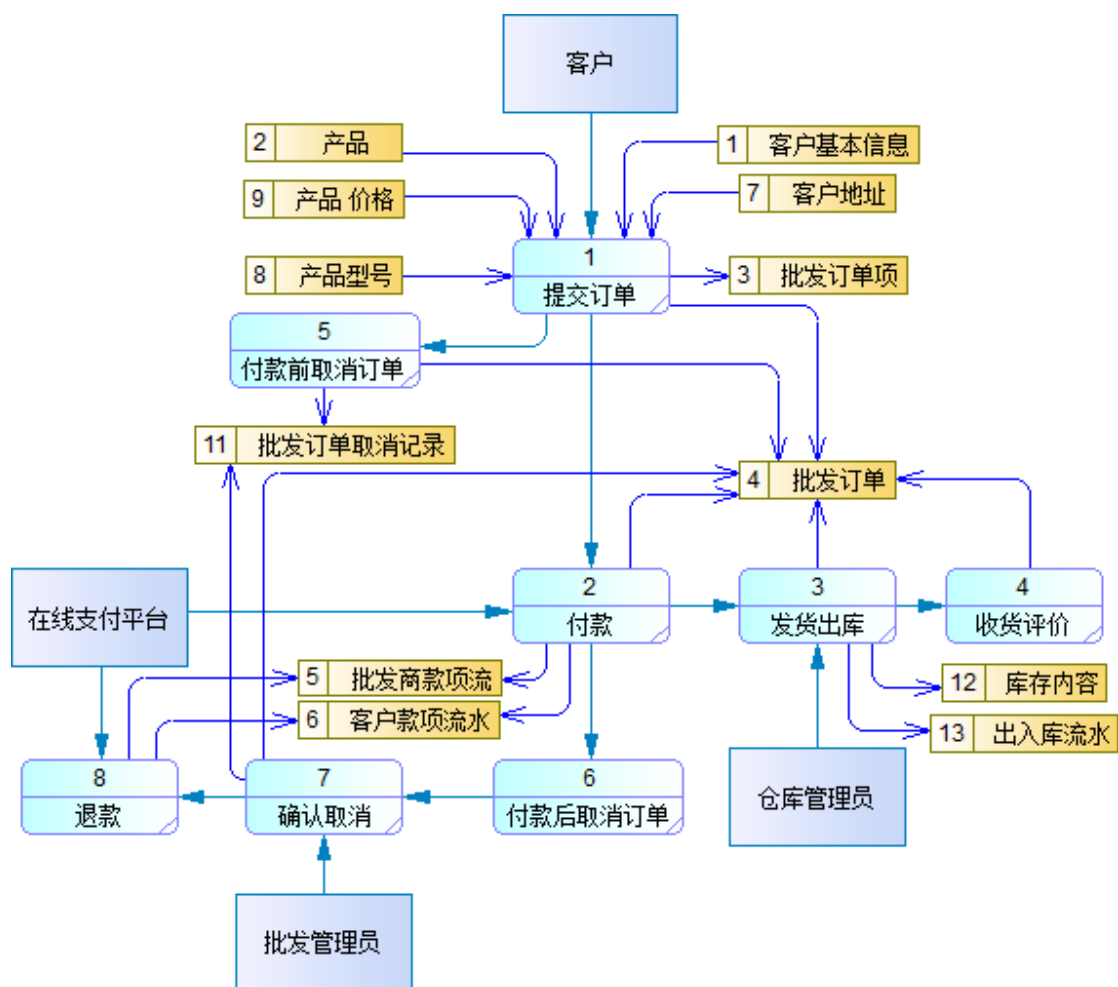 客户
2 产品
1 客户基本信息
9 产品 价格
7 客户地址
1
提交订单
8 产品型号
3 批发订单项
5
付款前取消订单
11 批发订单取消记录
4 批发订单
在线支付平台
2
付款
3
发货出库
4
收货评价
5 批发商款项流
12 库存内容
6 客户款项流水
13 出入库流水
8
退款
7
确认取消
6
付款后取消订单
仓库管理员
批发管理员